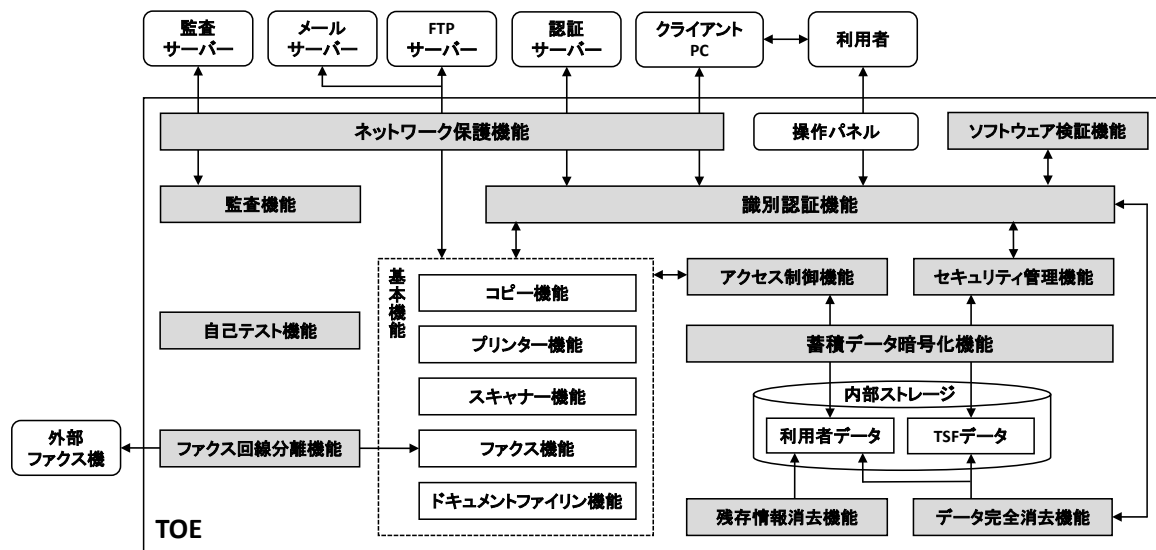 監査
サーバー
メール
サーバー
FTP
サーバー
認証
サーバー
クライアント
PC
利用者
ネットワーク保護機能
操作パネル
ソフトウェア検証機能
監査機能
識別認証機能
基本機能
コピー機能
アクセス制御機能
セキュリティ管理機能
自己テスト機能
プリンター機能
蓄積データ暗号化機能
スキャナー機能
内部ストレージ
外部
ファクス機
ファクス回線分離機能
ファクス機能
利用者データ
TSFデータ
ドキュメントファイリン機能
残存情報消去機能
データ完全消去機能
TOE